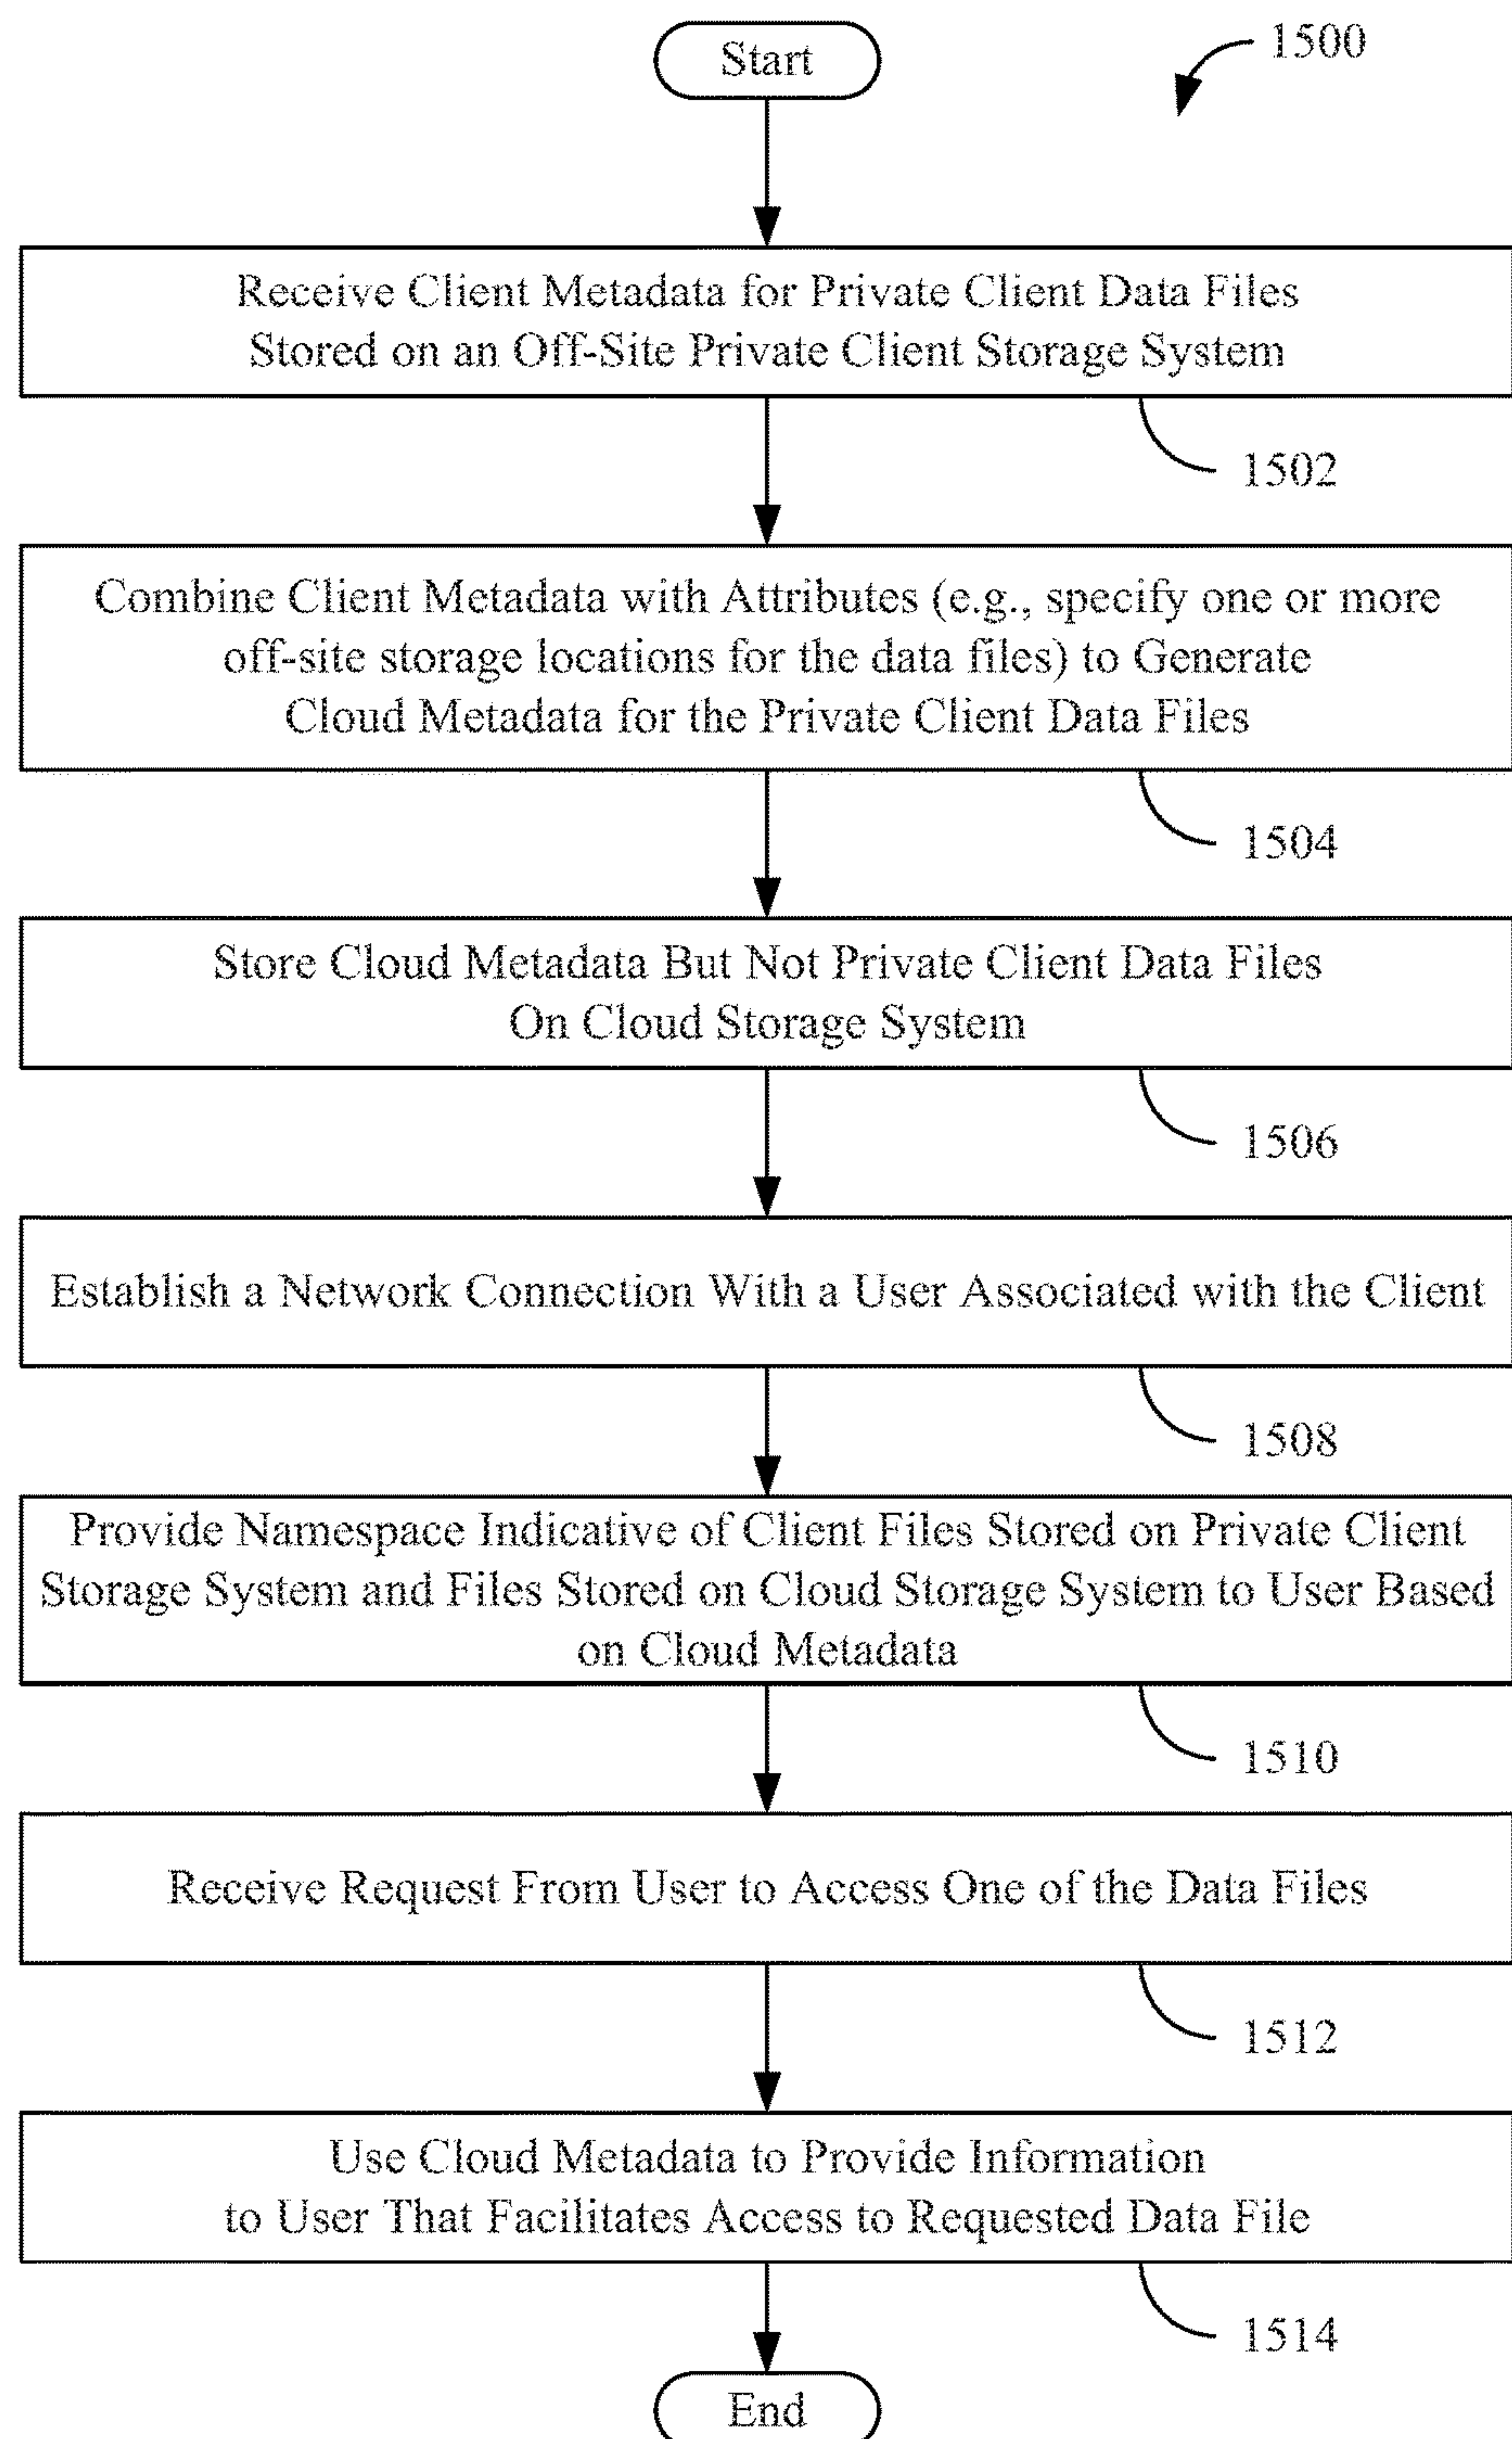 Start
1500
Receive Client Metadata for Private Client Data Files
Stored on an Off-Site Private Client Storage System
1502
Combine Client Metadata with Attributes (e.g., specify one or more
off-site storage locations for the data files) to Generate
Cloud Metadata for the Private Client Data Files
1504
Store Cloud Metadata But Not Private Client Data Files
On Cloud Storage System
1506
Establish a Network Connection With a User Associated with the Client
1508
Provide Namespace Indicative of Client Files Stored on Private Client
Storage System and Files Stored on Cloud Storage System to User Based
on Cloud Metadata
1510
Receive Request From User to Access One of the Data Files
1512
Use Cloud Metadata to Provide Information
to User That Facilitates Access to Requested Data File
1514
End